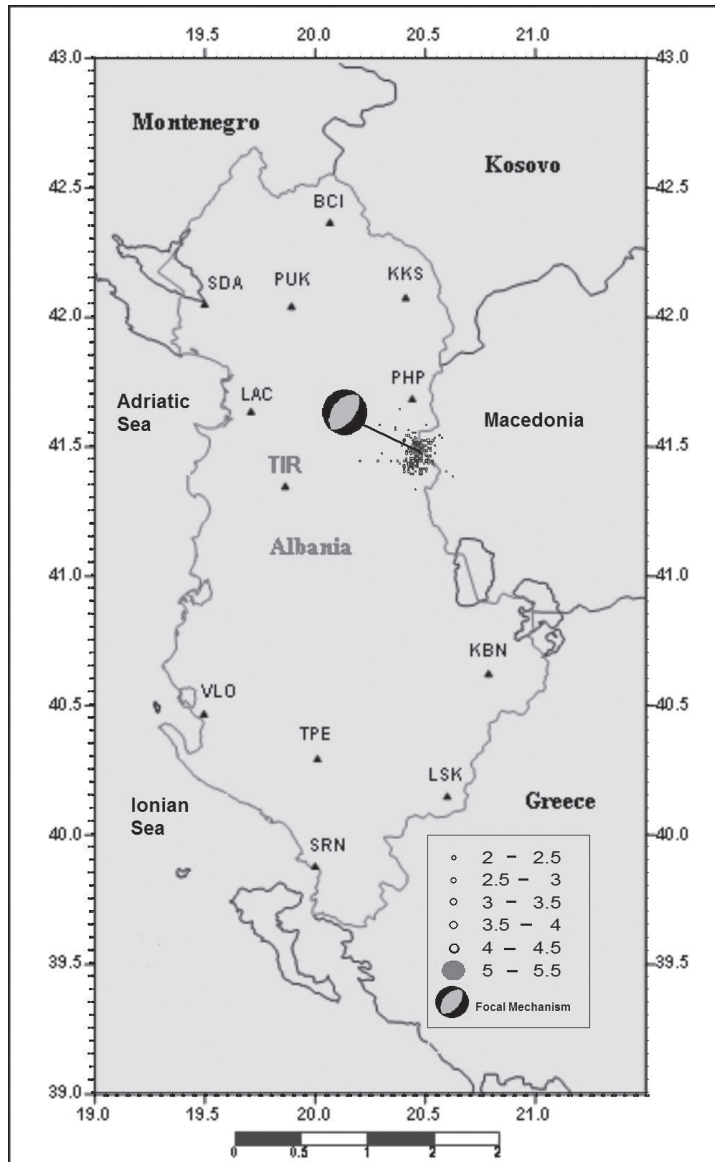 19.5 20.0 20.5 21.0
43.0 43.0
Montenegro
Kosovo
42.5 42.5
BCI
SDA PUK KKS
42.0 42.0
PHP
LAC
Adriatic
Sea
Macedonia
41.5 41.5
TIR
Albania
41.0 41.0
KBN
40.5 40.5
VLO
TPE
LSK
Ionian
Sea
Greece
40.0 40.0
SRN
2 – 2.5
2.5 – 3
3 – 3.5
3.5 – 4
4 – 4.5
5 – 5.5
Focal Mechanism
39.5 39.5
39.0 39.0
19.0 19.5 20.0 20.5 21.0
0 0.5 1 2 2